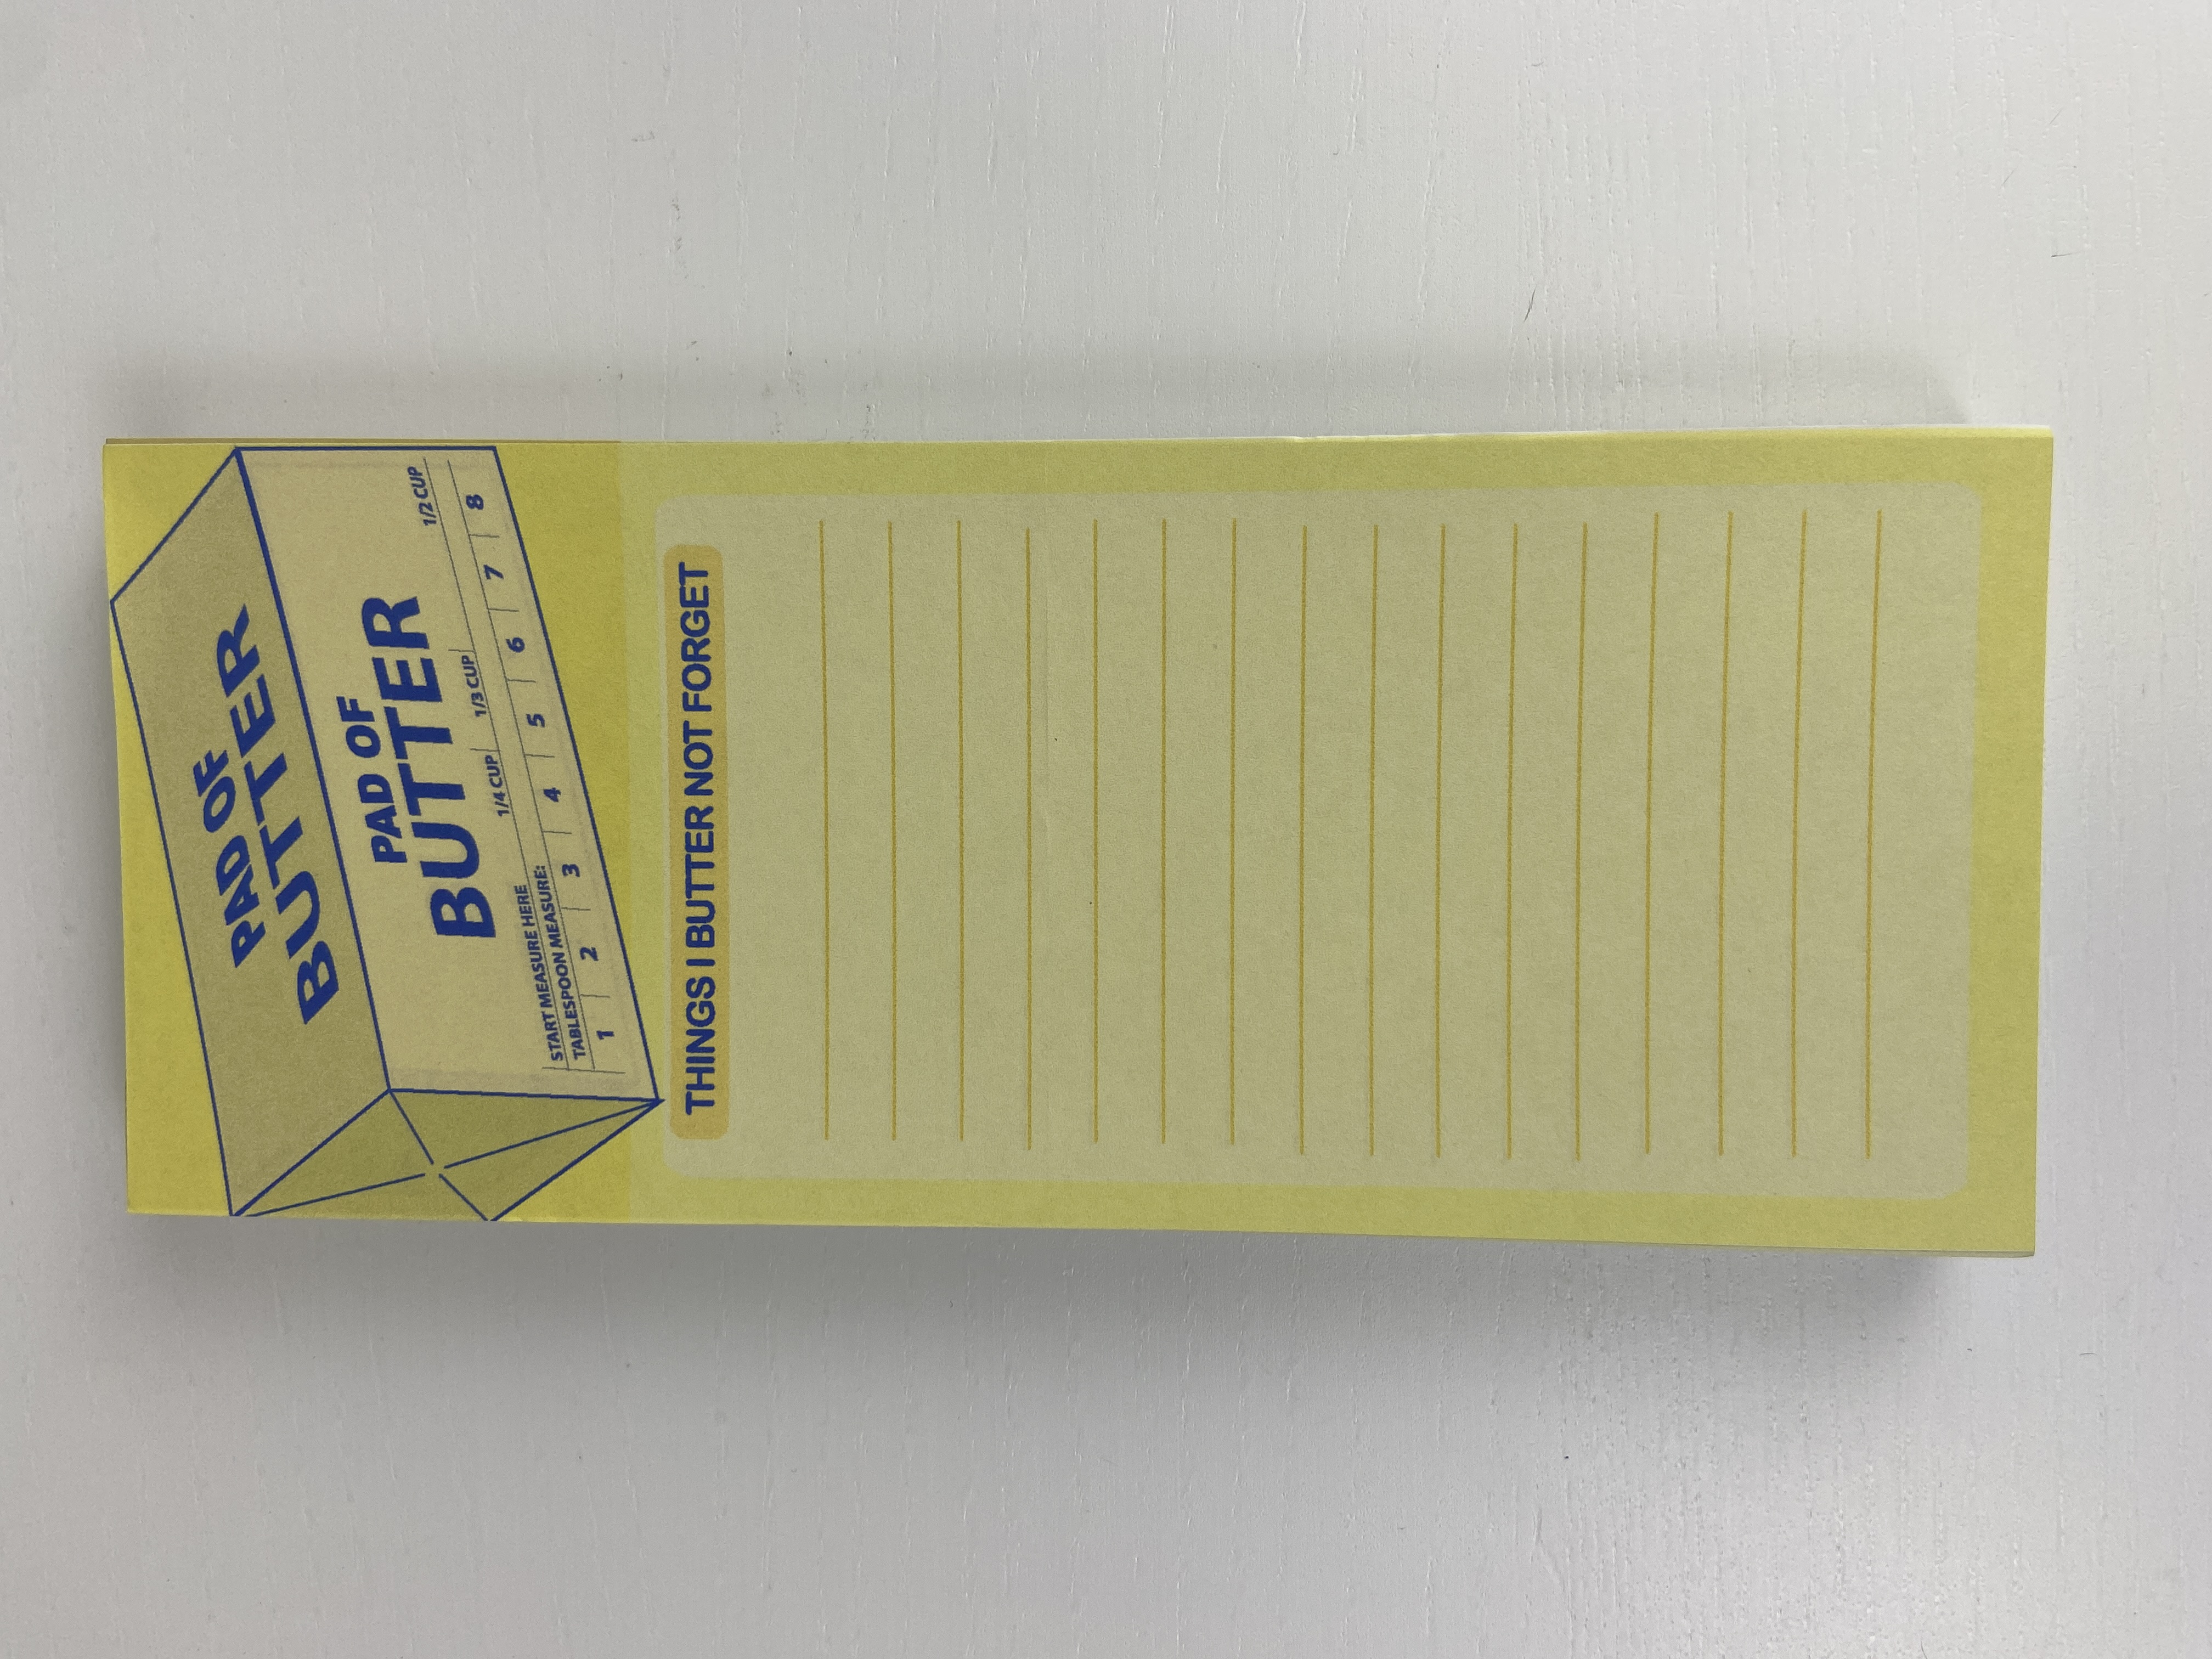 PAD OF
BUTTER
PAD OF
BUTTER
1/4 CUP 1/3 CUP 1/2 CUP
START MEASURE HERE
TABLESPOON MEASURE:
1 2 3 4 5 6 7 8
THINGS I BUTTER NOT FORGET